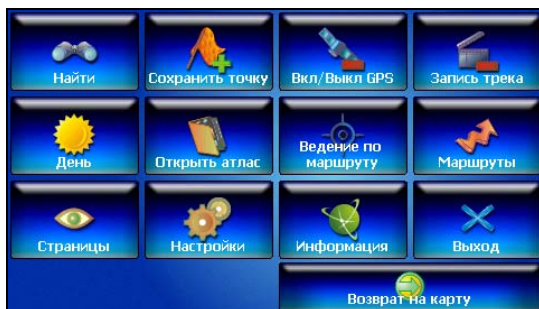 Найти
Сохранить точку
Вкл/Выкл GPS
Запись трека
День
Открыть атлас
Ведение по
маршруту
Маршруты
Страницы
Настройки
Информация
Выход
Возврат на карту